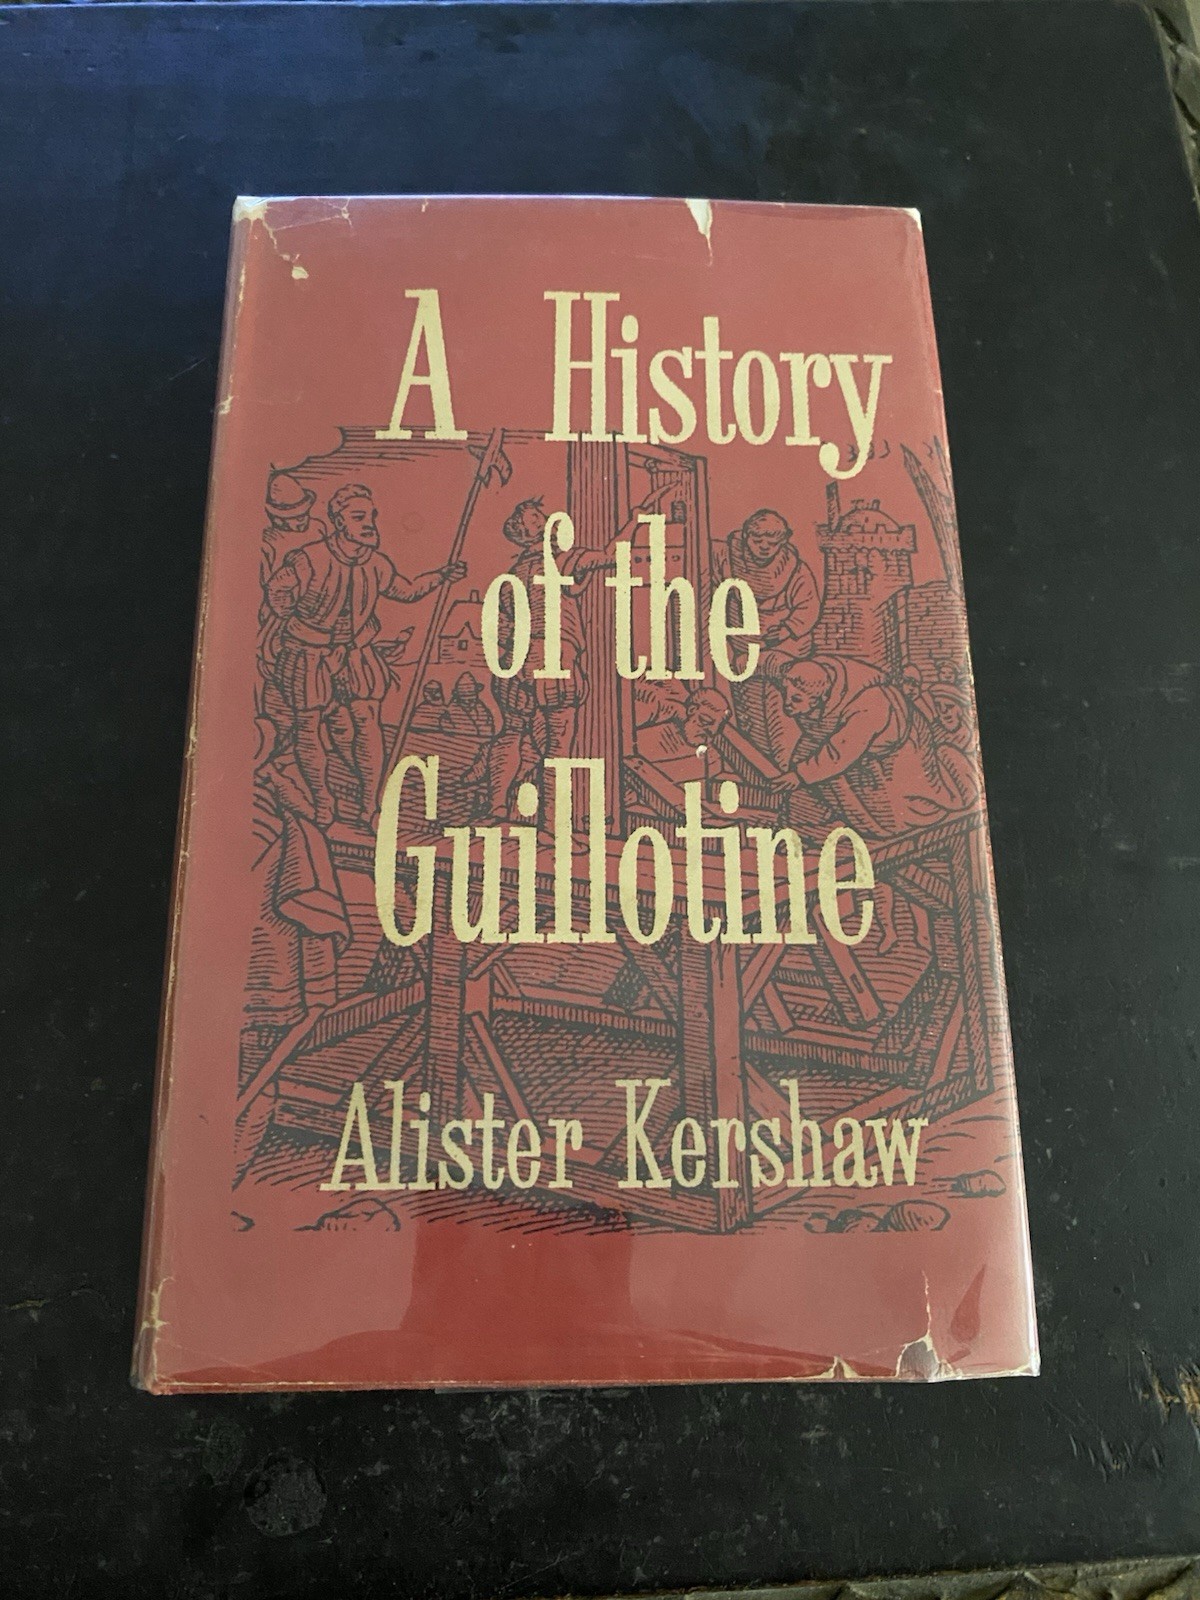 A History
of the
Guillotine
Alister Kershaw